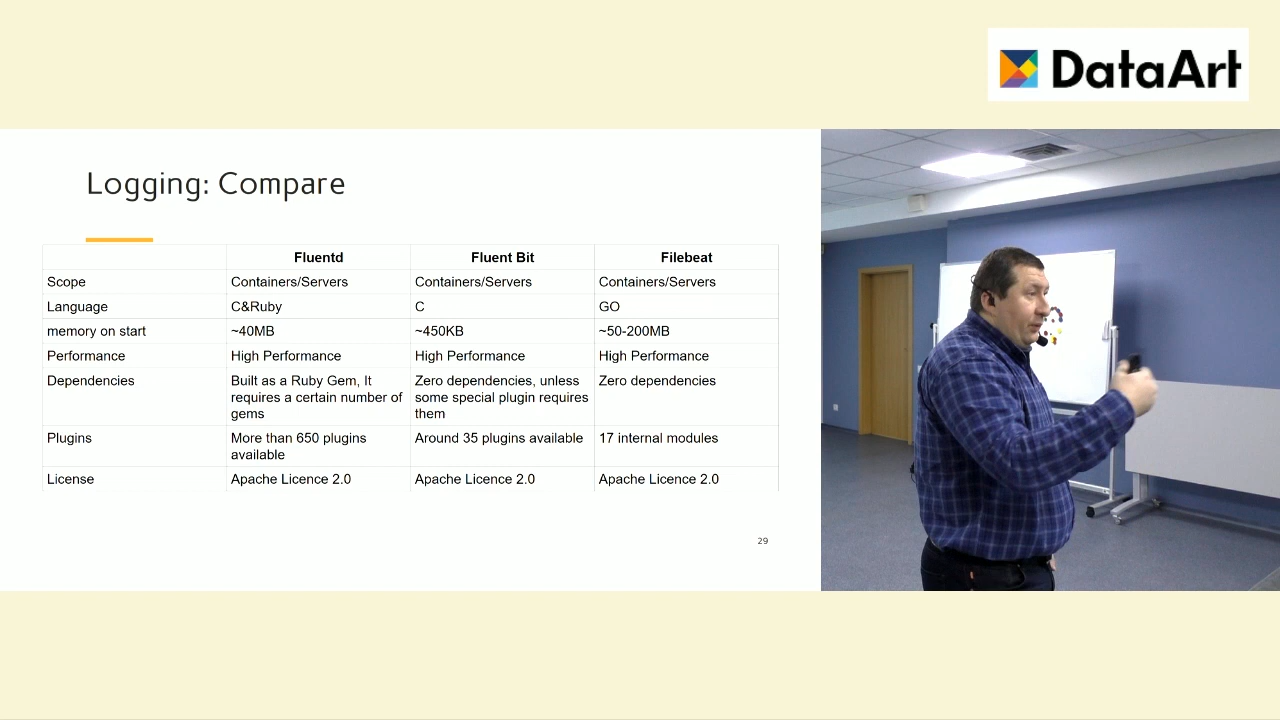 DataArt
Logging: Compare
Fluentd Fluent Bit Filebeat
Scope Containers/Servers Containers/Servers Containers/Servers
Language C&Ruby C GO
memory on start ~40MB ~450KB ~50-200MB
Performance High Performance High Performance High Performance
Dependencies Built as a Ruby Gem, It Zero dependencies, unless Zero dependencies
requires a certain number of some special plugin requires
gems them
Plugins More than 650 plugins Around 35 plugins available 17 internal modules
available
License Apache Licence 2.0 Apache Licence 2.0 Apache Licence 2.0
29